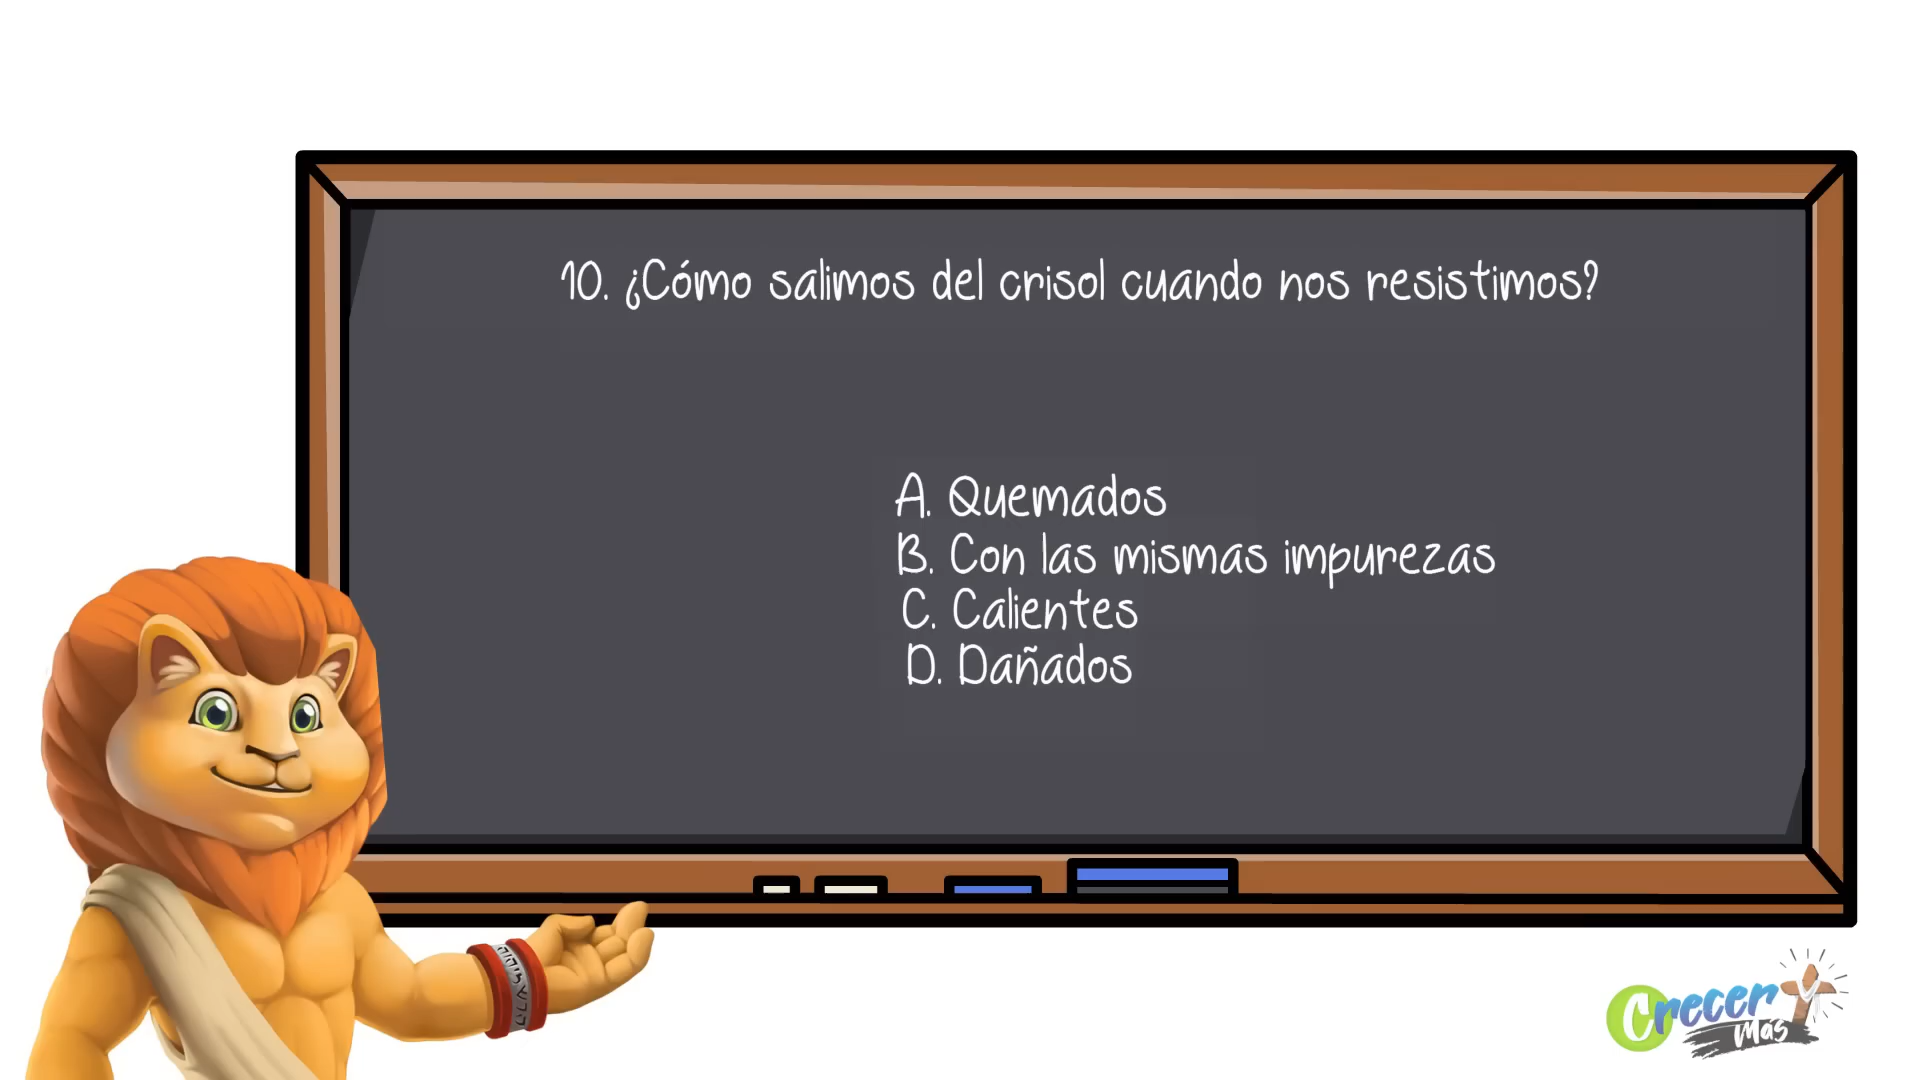 10. ¿Cómo salimos del crisol cuando nos resistimos?
A. Quemados
B. Con las mismas impurezas
C. Calientes
D. Dañados
Crecer y
Más